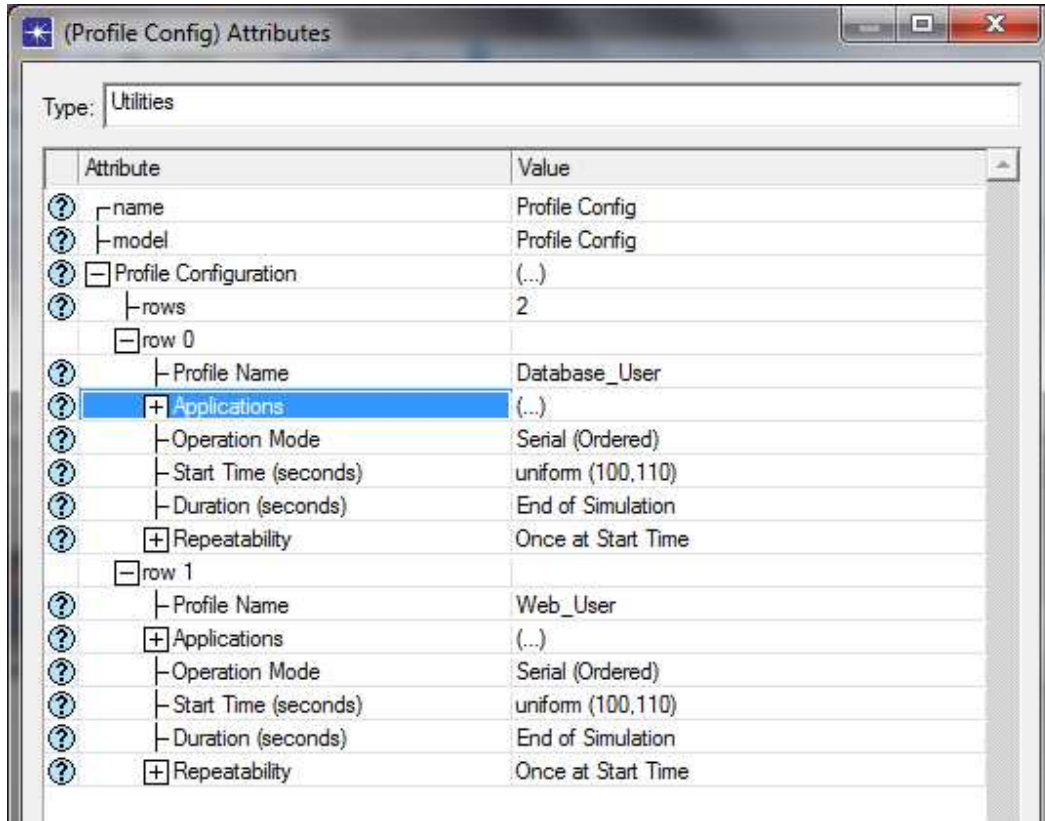 (Profile Config) Attributes
Type: Utilities
Attribute Value
name Profile Config
model Profile Config
Profile Configuration (...)
rows 2
row 0
Profile Name Database_User
Applications (...)
Operation Mode Serial (Ordered)
Start Time (seconds) uniform (100,110)
Duration (seconds) End of Simulation
Repeatability Once at Start Time
row 1
Profile Name Web_User
Applications (...)
Operation Mode Serial (Ordered)
Start Time (seconds) uniform (100,110)
Duration (seconds) End of Simulation
Repeatability Once at Start Time